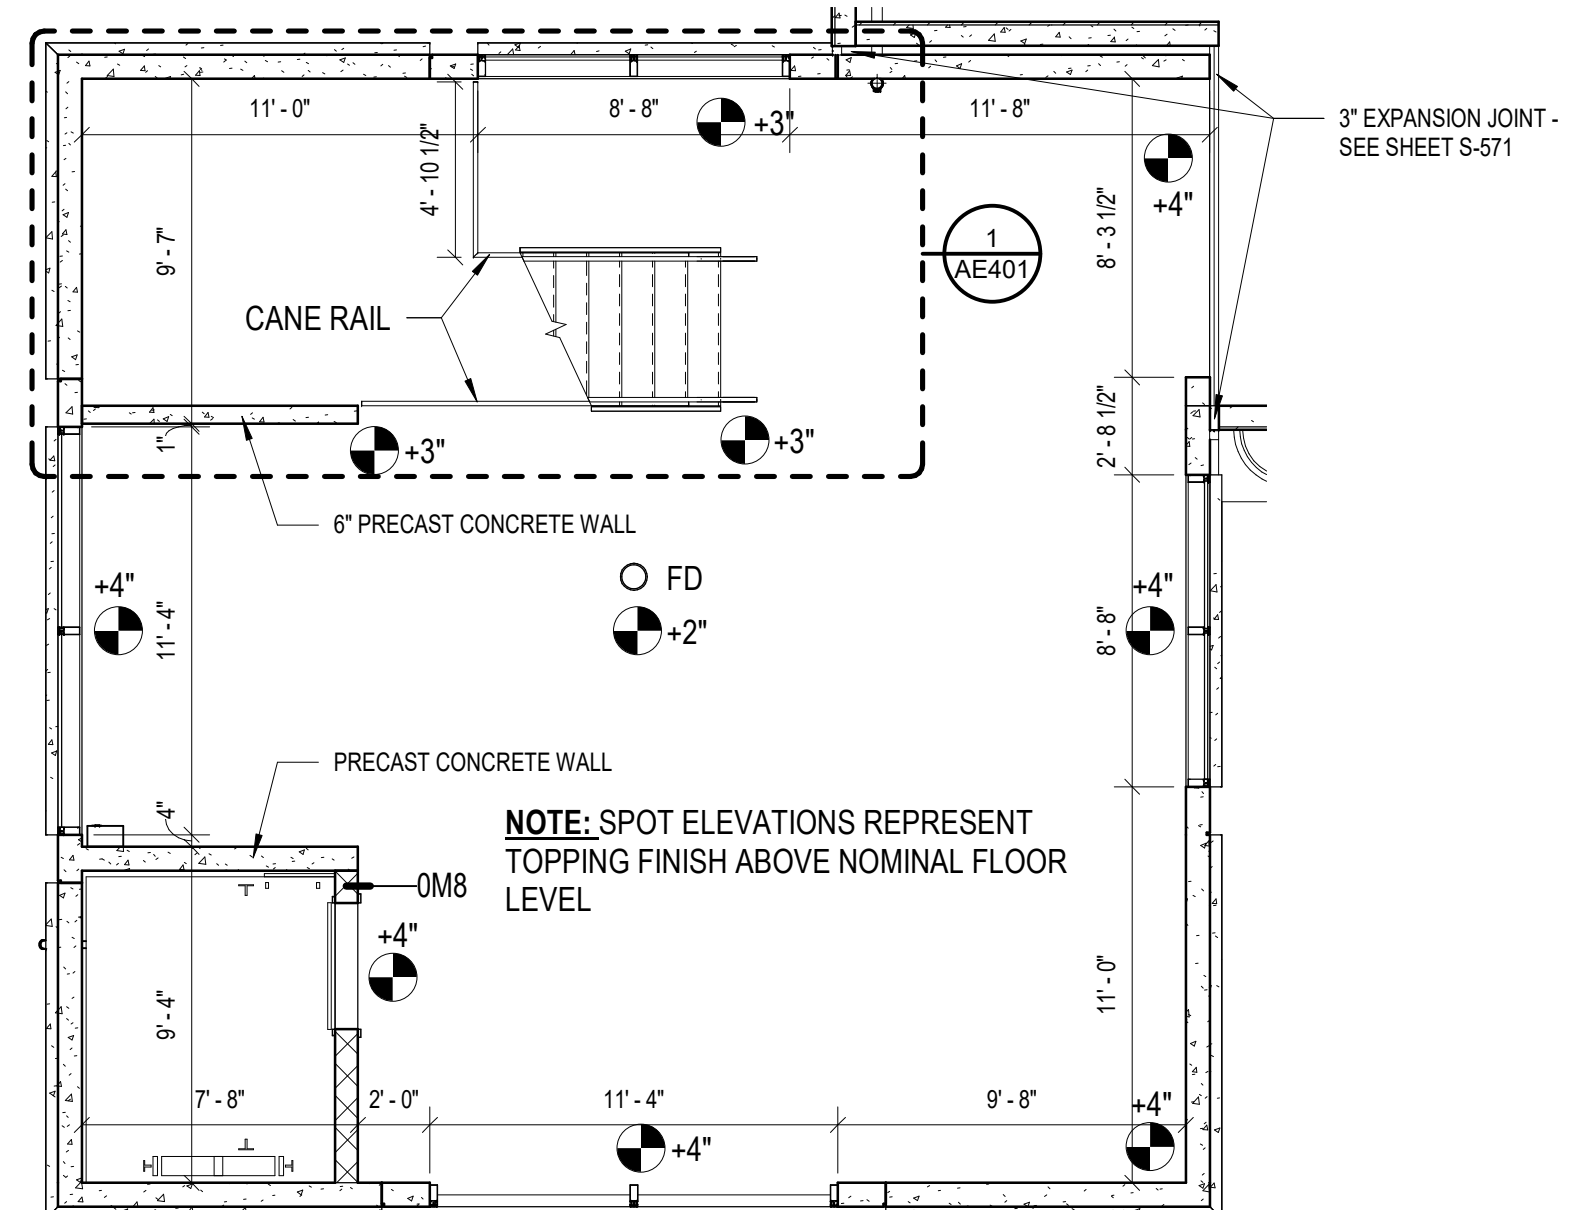 11' - 0"
8' - 8"
11' - 8"
+3"
4' - 10 1/2"
3" EXPANSION JOINT -
SEE SHEET S-571
+4"
8' - 3 1/2"
9' - 7"
1
AE401
CANE RAIL
2' - 8 1/2"
1"
+3"
+3"
6" PRECAST CONCRETE WALL
+4"
FD
+4"
11' - 4"
+2"
8' - 8"
PRECAST CONCRETE WALL
4"
NOTE: SPOT ELEVATIONS REPRESENT
TOPPING FINISH ABOVE NOMINAL FLOOR
LEVEL
0M8
+4"
9' - 4"
11' - 0"
7' - 8"
2' - 0"
11' - 4"
9' - 8"
+4"
+4"